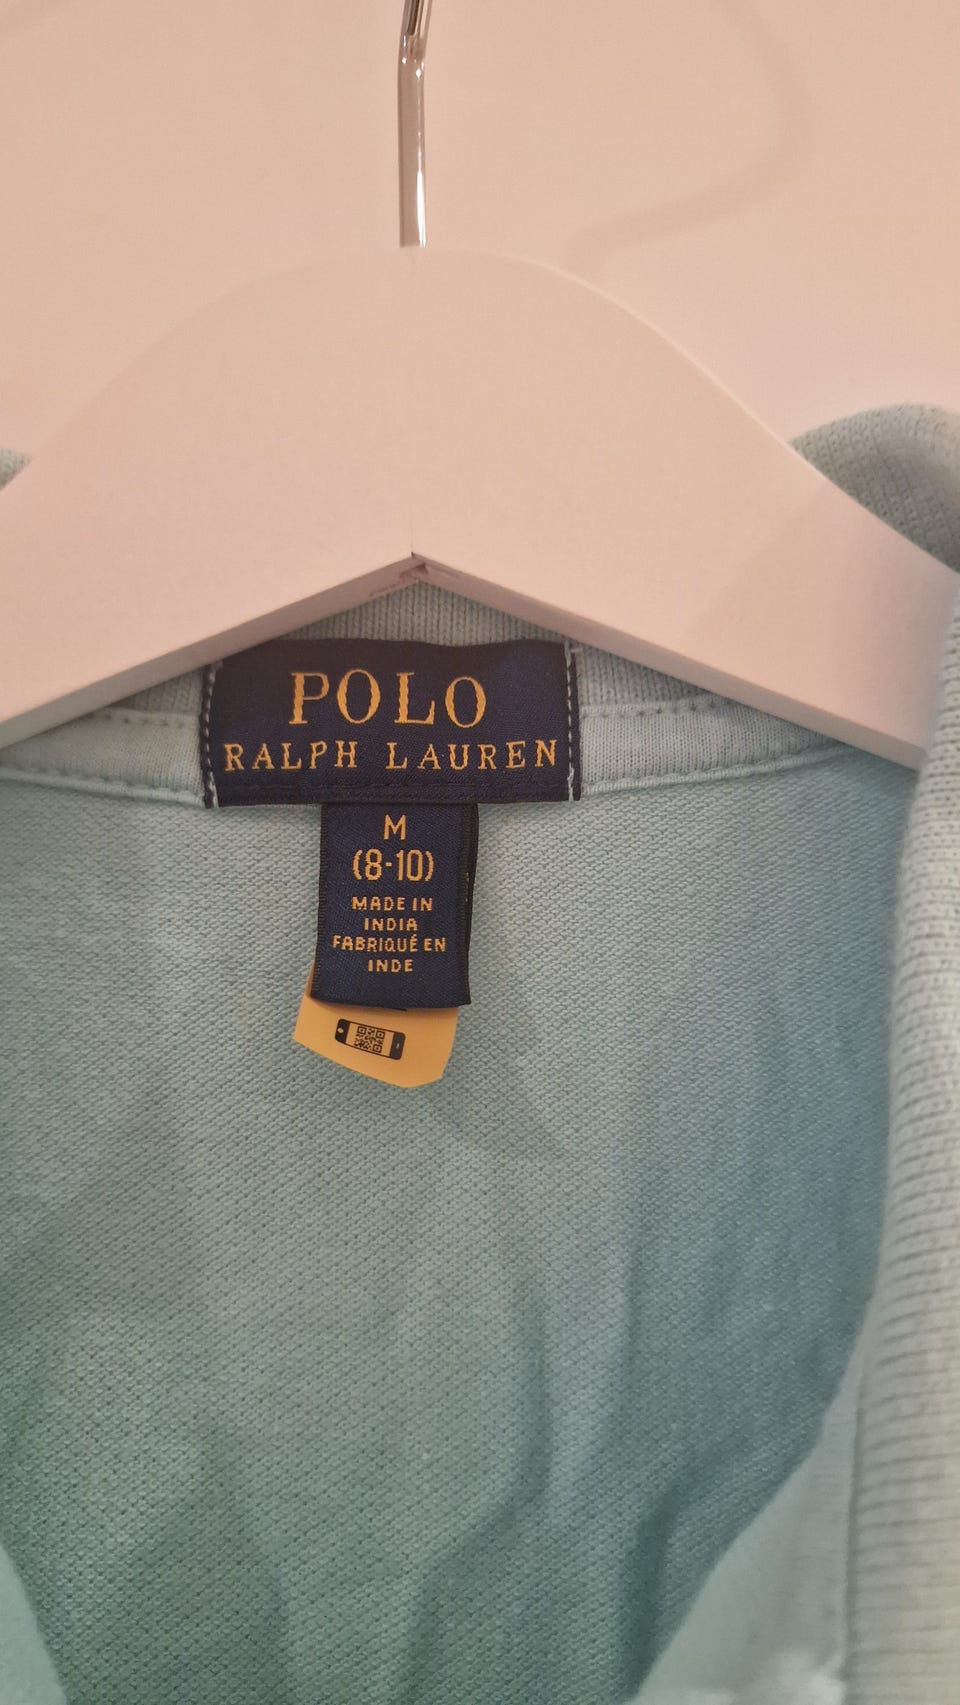 POLO
RALPH LAUREN
M
(8-10)
MADE IN
INDIA
FABRIQUÉ EN
INDE